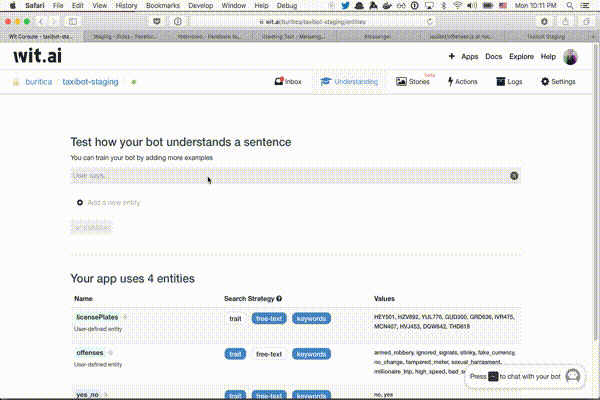 Safari File Edit View History Bookmarks Develop Window Help Debug Mon 10:11 PM
wit.ai/buritica/taxibot-staging/entities
Wit Console – taxibot-sta... Staging - Roles - Facebo... Webhooks - Facebook fo... Greeting Text - Messeng... Messenger taxibot/offenses.js at ma... Taxibot Staging
wit.ai Apps Docs Explore Help
buritica / taxibot-staging / Inbox Understanding Stories beta Actions Logs Settings
Test how your bot understands a sentence
You can train your bot by adding more examples
User says...
Add a new entity
Validate
Your app uses 4 entities
Name Search Strategy Values
licensePlates trait free-text keywords HEY501, HZV692, YUL776, GUD300, GRD636, IVR475,
User-defined entity MCN407, HVJ453, DGW642, THD618
offenses trait free-text keywords armed_robbery, ignored_signals, stinky, fake_currency,
User-defined entity no_change, tampered_meter, sexual_harrasment,
millionaire_trip, high_speed,
yes_no trait free-text keywords no, yes
Press ~ to chat with your bot